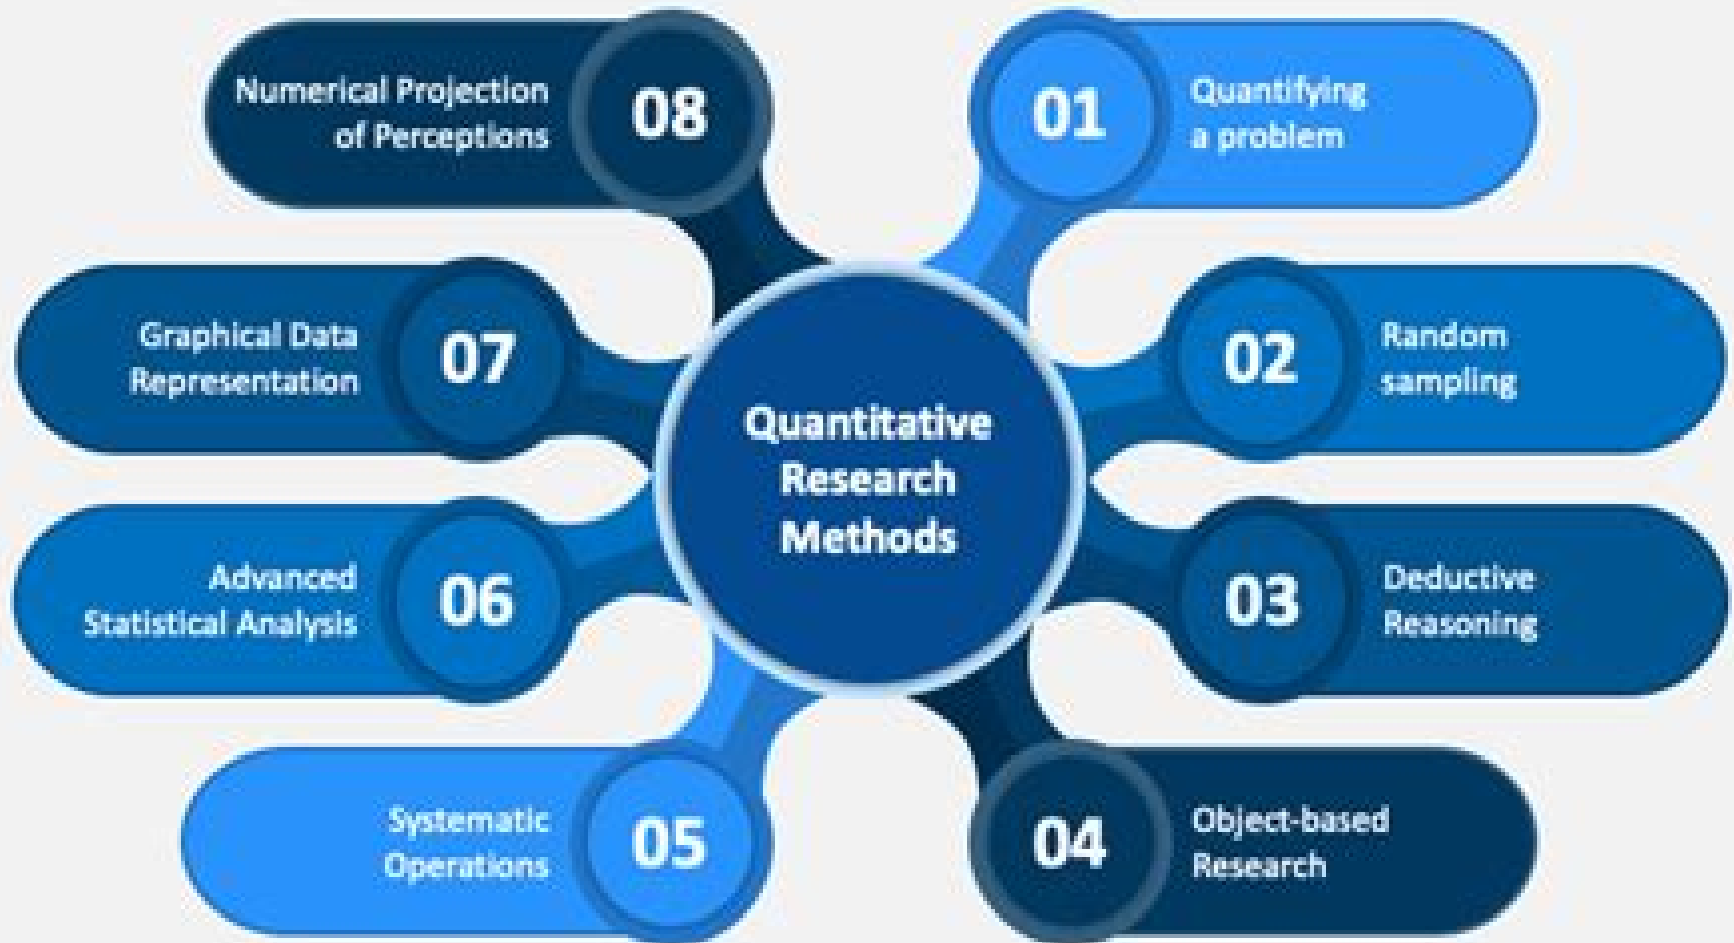 Quantitative
Research
Methods
01
Quantifying
a problem
02
Random
sampling
03
Deductive
Reasoning
04
Object-based
Research
05
Systematic
Operations
06
Advanced
Statistical Analysis
07
Graphical Data
Representation
08
Numerical Projection
of Perceptions